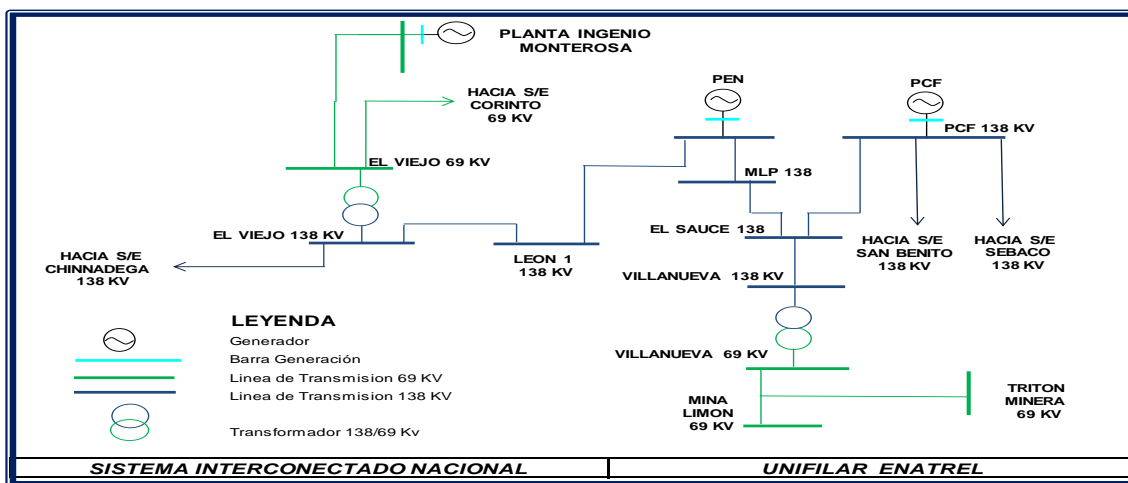 PLANTA INGENIO
MONTEROSA
HACIA S/E
CORINTO
69 KV
PEN
PCF
PCF 138 KV
EL VIEJO 69 KV
MLP 138
EL VIEJO 138 KV
EL SAUCE 138
HACIA S/E
SAN BENITO
138 KV
HACIA S/E
SEBACO
138 KV
HACIA S/E
CHINNADEGA
138 KV
LEON 1
138 KV
VILLANUEVA
138 KV
LEYENDA
Generador
Barra Generación
Linea de Transmision 69 KV
Linea de Transmision 138 KV
Transformador 138/69 Kv
VILLANUEVA 69 KV
MINA
LIMON
69 KV
TRITON
MINERA
69 KV
SISTEMA INTERCONECTADO NACIONAL
UNIFILAR ENATREL